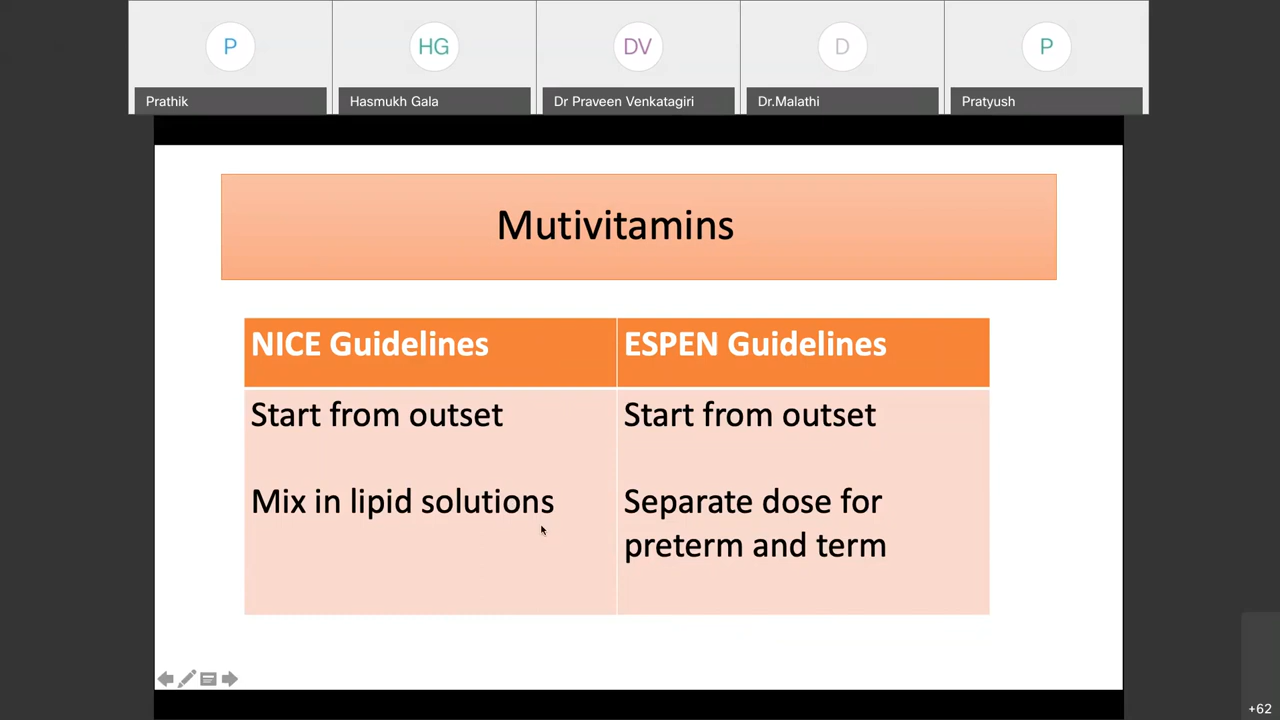 P
HG
DV
D
P
Prathik
Hasmukh Gala
Dr Praveen Venkatagiri
Dr.Malathi
Pratyush
Mutivitamins
NICE Guidelines
ESPEN Guidelines
Start from outset
Mix in lipid solutions
Start from outset
Separate dose for
preterm and term
+62